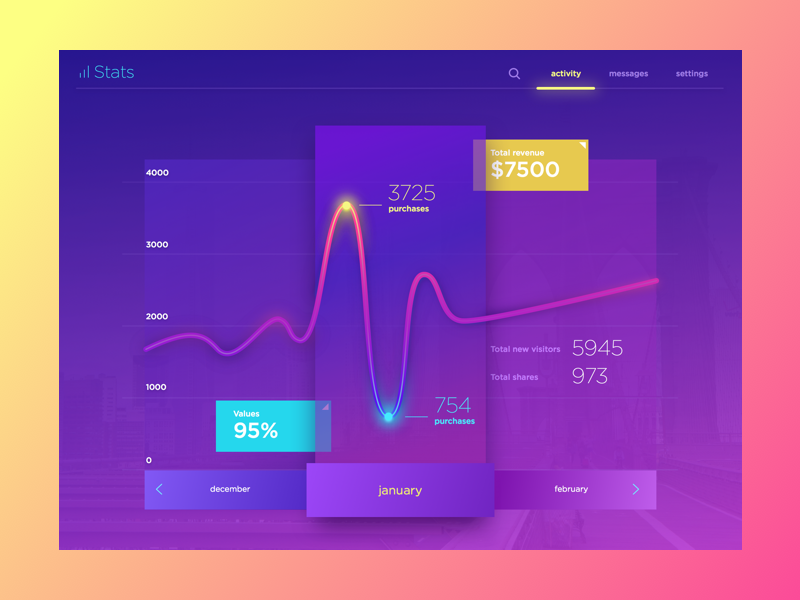 Stats
activity
messages
settings
Total revenue
$7500
4000
3725
purchases
3000
2000
Total new visitors 5945
Total shares 973
1000
754
purchases
Values
95%
0
december
january
february